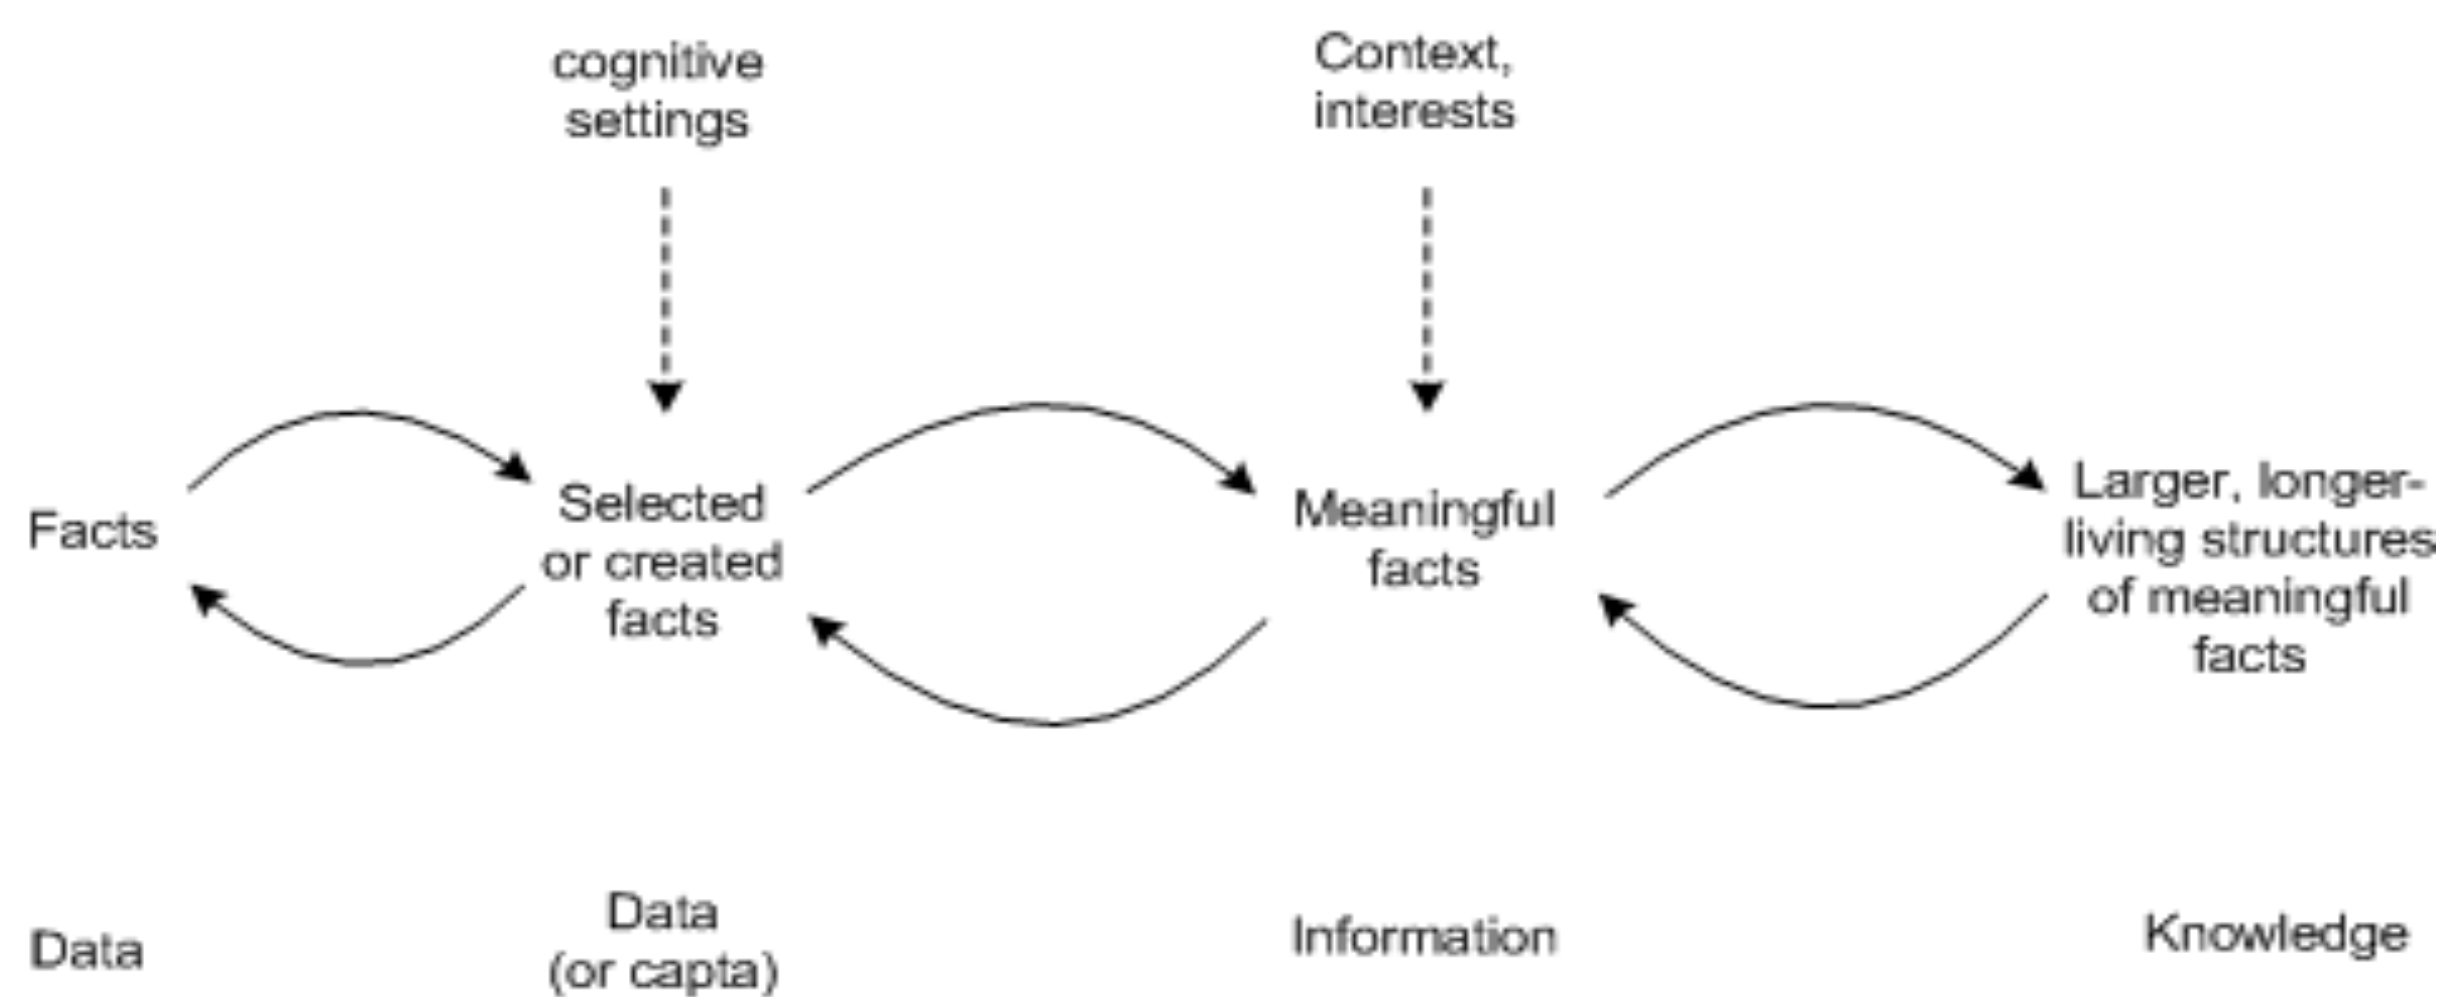 cognitive
settings
Context,
interests
Facts
Selected
or created
facts
Meaningful
facts
Larger, longer-
living structures
of meaningful
facts
Data
Data
(or capta)
Information
Knowledge